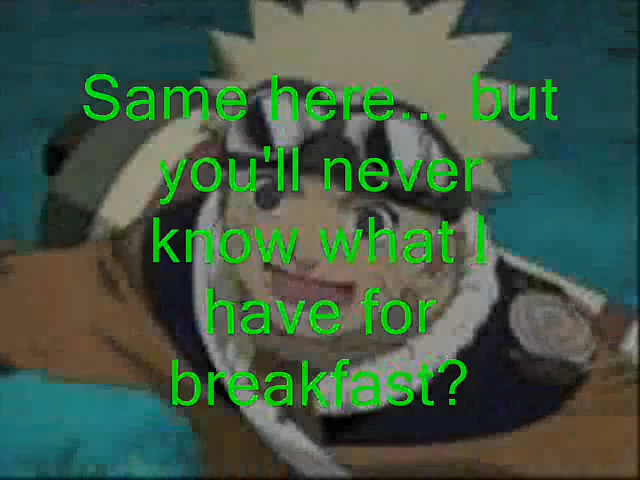 Same here... but
you'll never
know what I
have for
breakfast?